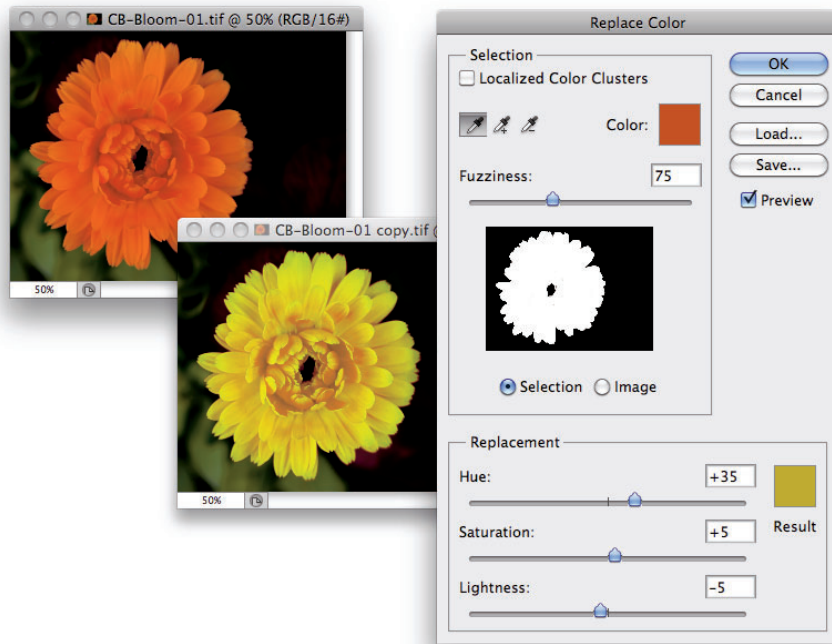 CB-Bloom-01.tif @ 50% (RGB/16#)
50%
CB-Bloom-01 copy.tif @
50%
Replace Color
Selection
Localized Color Clusters
Color:
Fuzziness:
75
Selection
Image
OK
Cancel
Load...
Save...
Preview
Replacement
Hue:
+35
Saturation:
+5
Lightness:
-5
Result